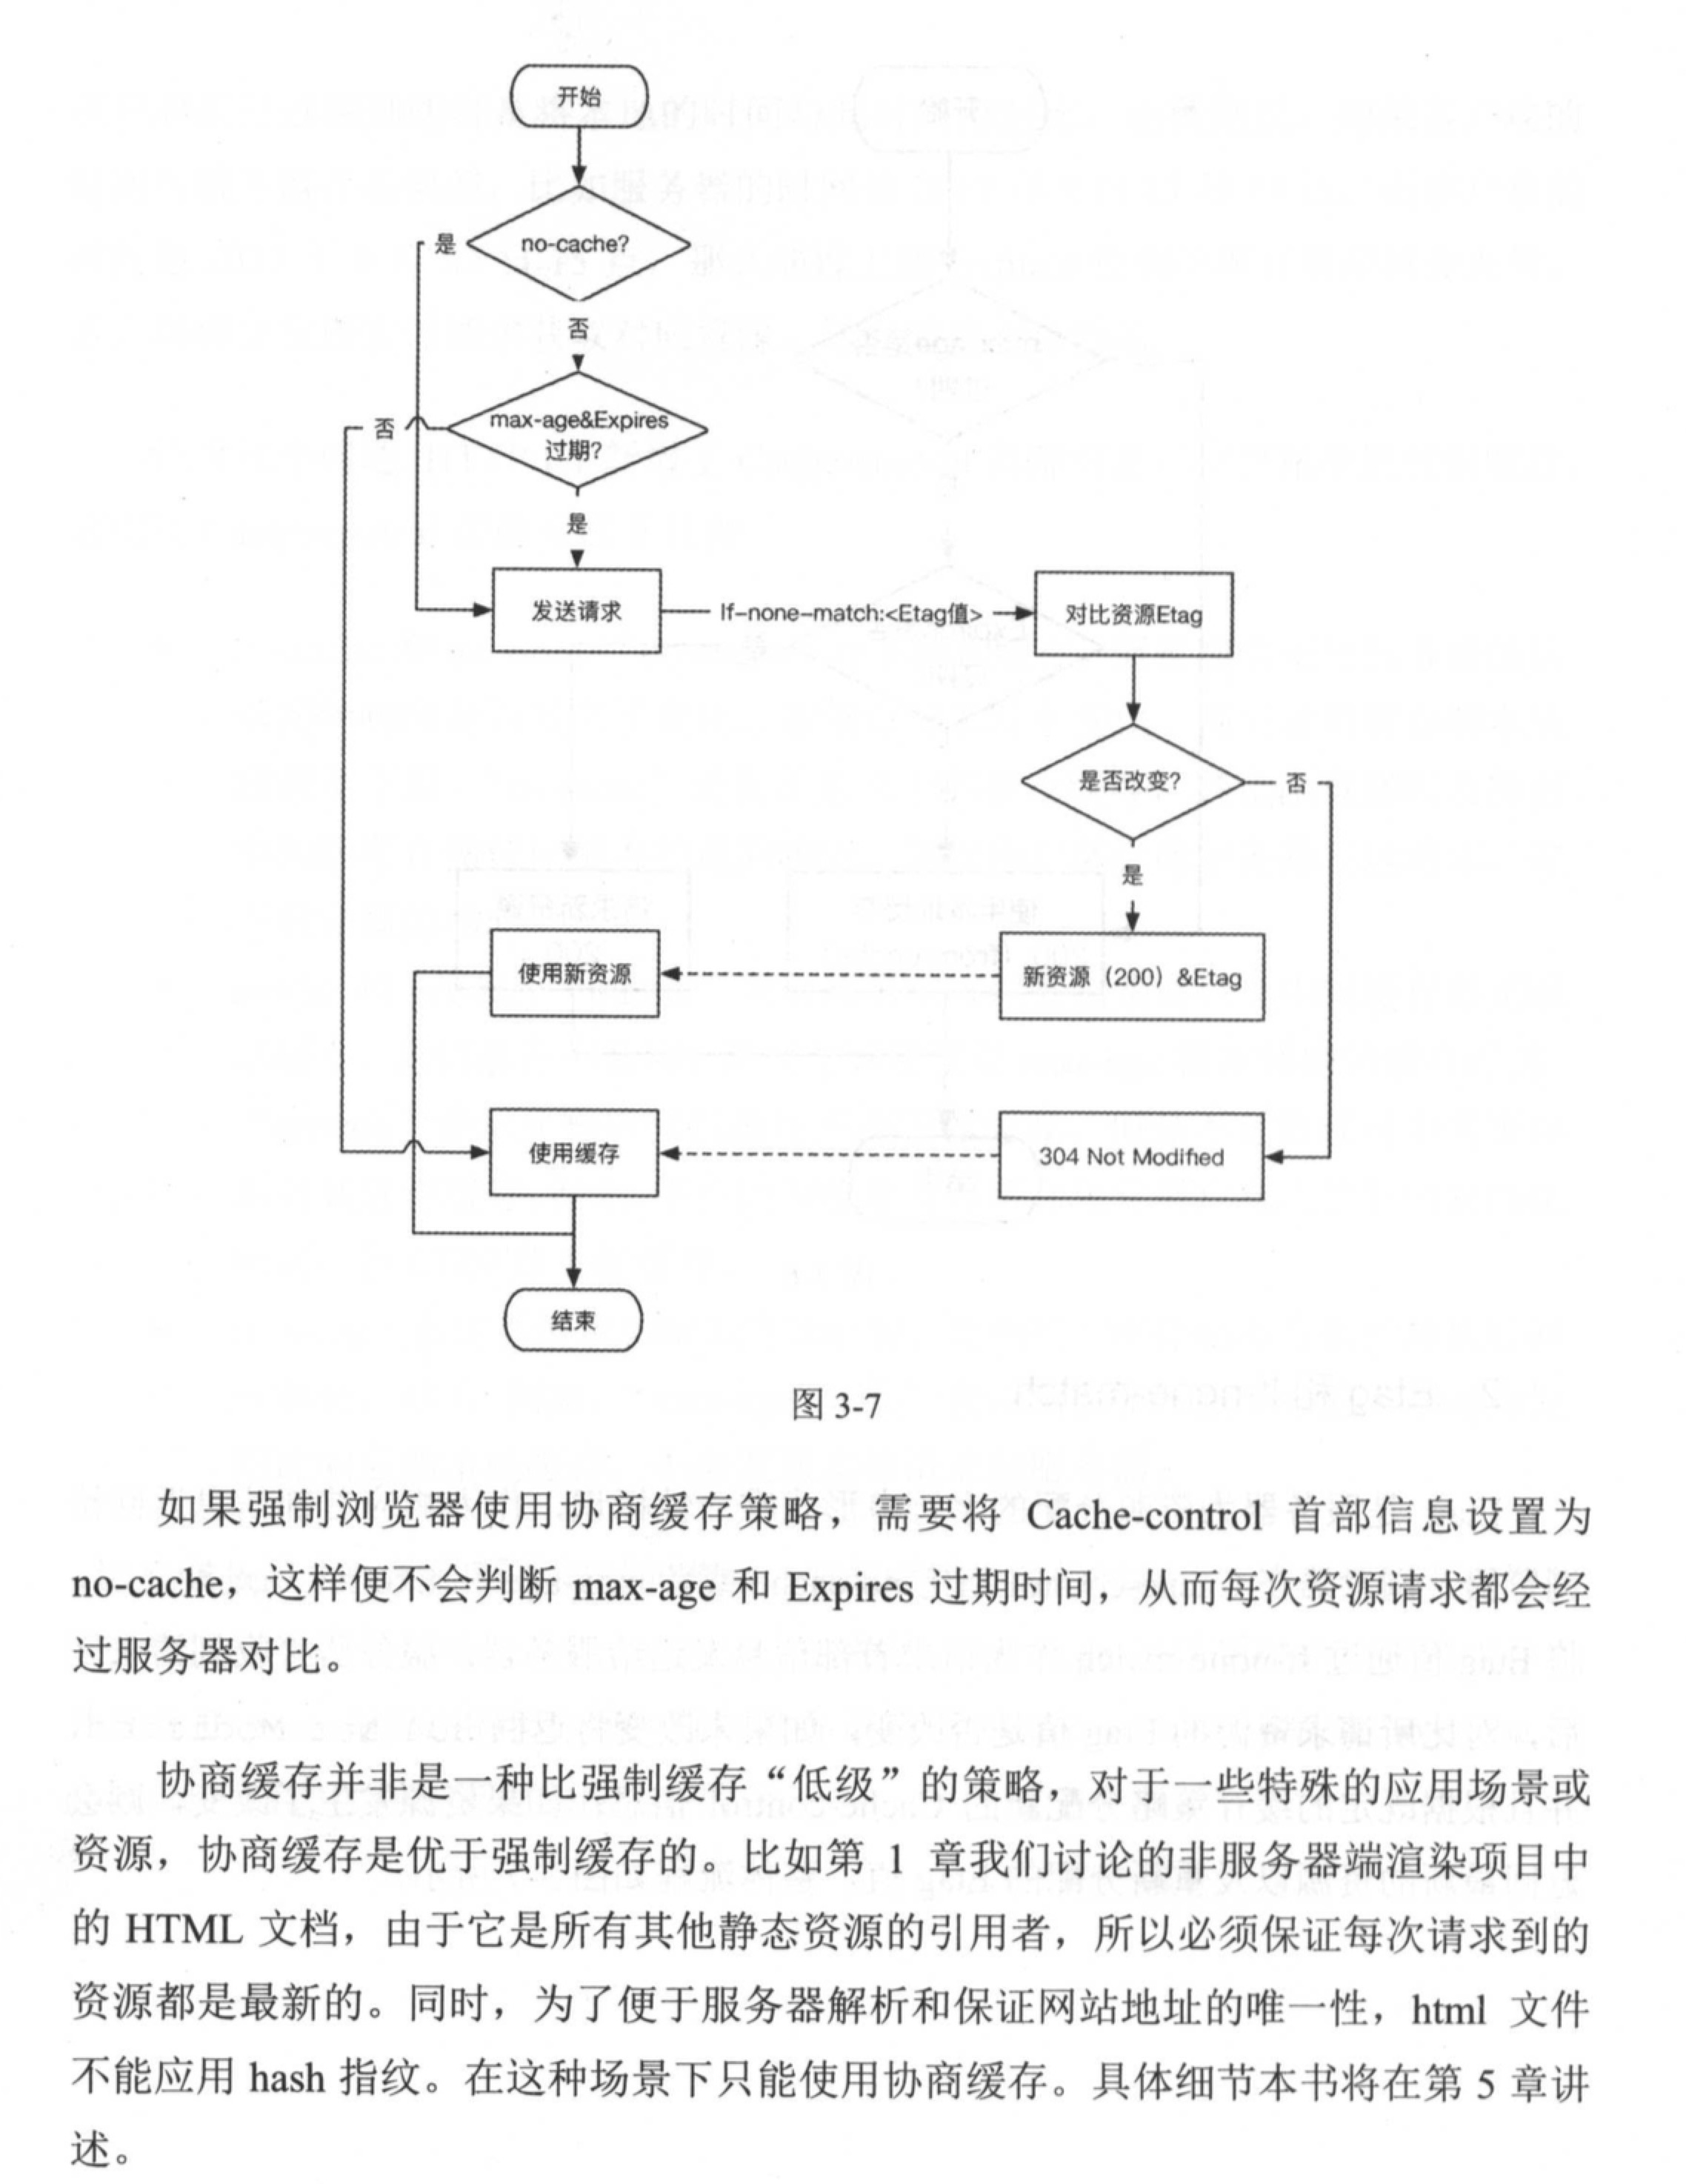 开始
是
no-cache?
否
否
max-age&Expires
过期?
是
发送请求
If-none-match:<Etag值>
对比资源Etag
是否改变?
否
是
使用新资源
新资源（200）&Etag
使用缓存
304 Not Modified
结束
图 3-7
如果强制浏览器使用协商缓存策略，需要将 Cache-control 首部信息设置为
no-cache，这样便不会判断 max-age 和 Expires 过期时间，从而每次资源请求都会经
过服务器对比。
协商缓存并非是一种比强制缓存“低级”的策略，对于一些特殊的应用场景或
资源，协商缓存是优于强制缓存的。比如第 1 章我们讨论的非服务器端渲染项目中
的 HTML 文档，由于它是所有其他静态资源的引用者，所以必须保证每次请求到的
资源都是最新的。同时，为了便于服务器解析和保证网站地址的唯一性，html 文件
不能应用 hash 指纹。在这种场景下只能使用协商缓存。具体细节本书将在第 5 章讲
述。